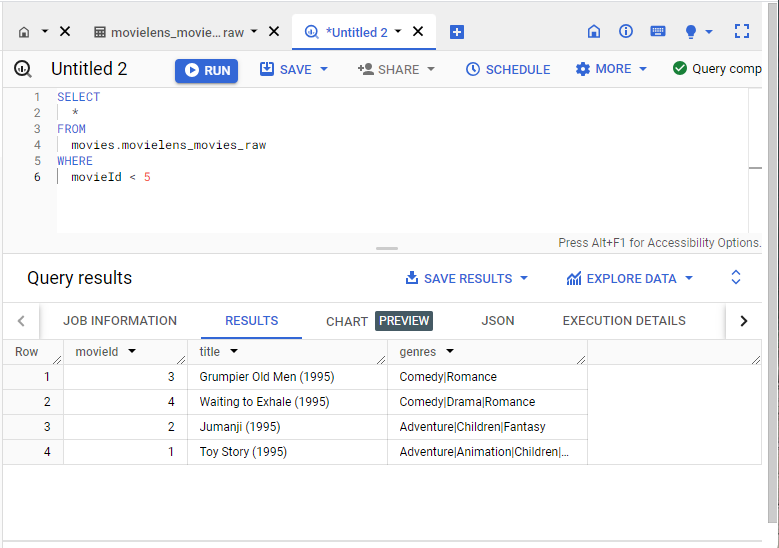 movielens_movie...raw *Untitled 2
Untitled 2 RUN SAVE SHARE SCHEDULE MORE Query comp
1 SELECT
2 *
3 FROM
4 movies.movielens_movies_raw
5 WHERE
6 movieId < 5
Press Alt+F1 for Accessibility Options.
Query results SAVE RESULTS EXPLORE DATA
JOB INFORMATION RESULTS CHART PREVIEW JSON EXECUTION DETAILS
Row movieId title genres
1 3 Grumpier Old Men (1995) Comedy|Romance
2 4 Waiting to Exhale (1995) Comedy|Drama|Romance
3 2 Jumanji (1995) Adventure|Children|Fantasy
4 1 Toy Story (1995) Adventure|Animation|Children|...